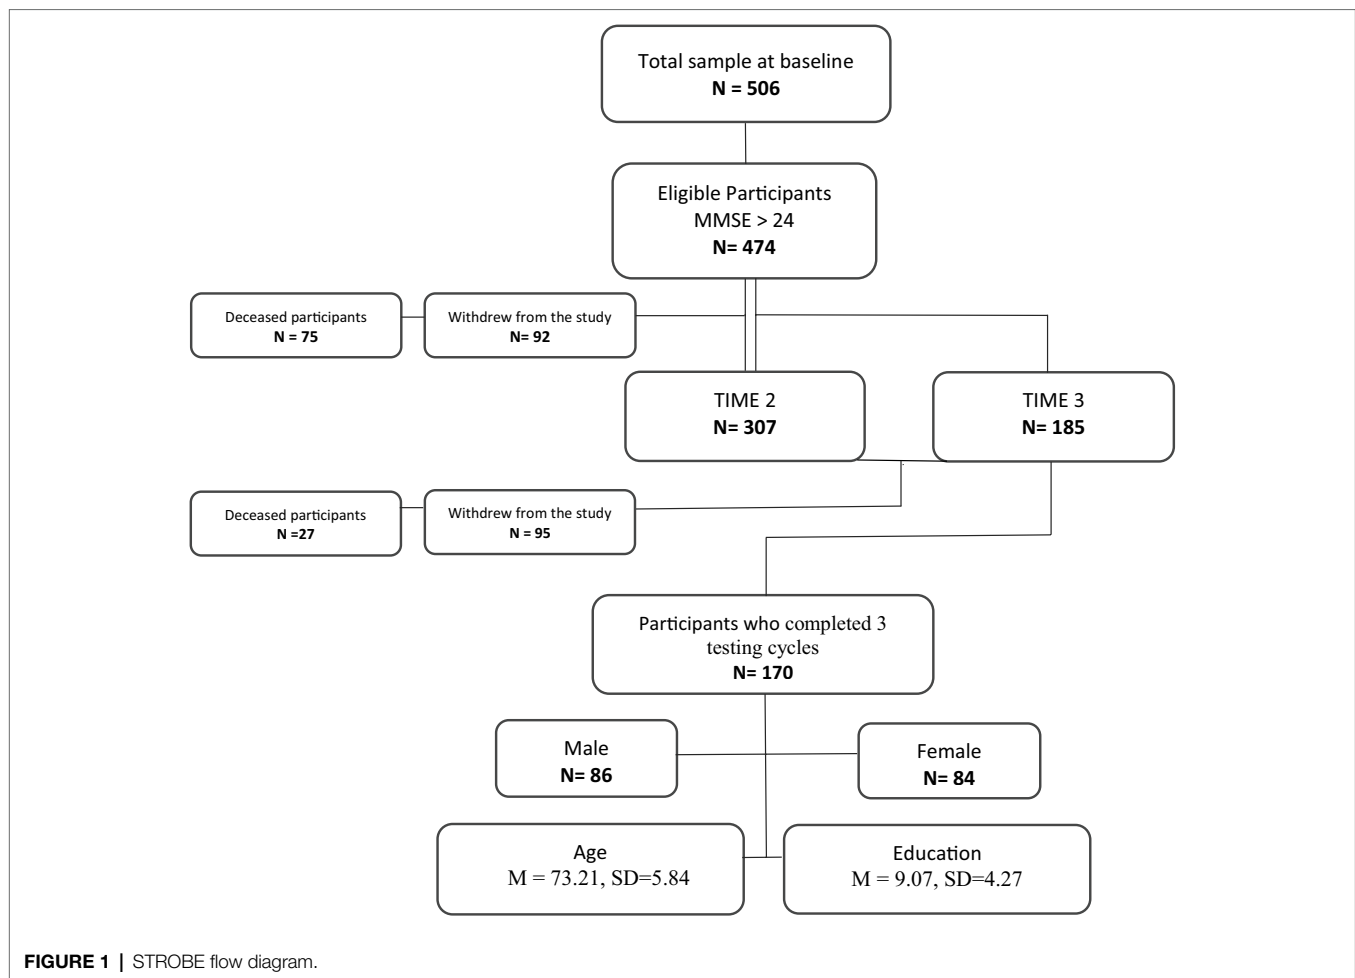 Total sample at baseline
N = 506
Eligible Participants
MMSE > 24
N= 474
Deceased participants
N = 75
Withdrew from the study
N= 92
TIME 2
N= 307
TIME 3
N= 185
Deceased participants
N =27
Withdrew from the study
N = 95
Participants who completed 3
testing cycles
N= 170
Male
N= 86
Female
N= 84
Age
M = 73.21, SD=5.84
Education
M = 9.07, SD=4.27
FIGURE 1 | STROBE flow diagram.